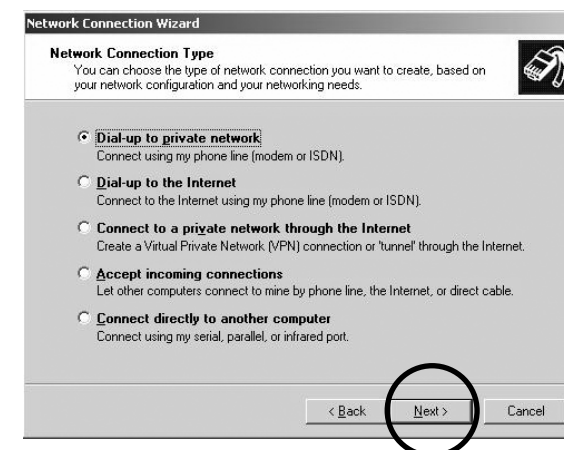 Network Connection Wizard
Network Connection Type
You can choose the type of network connection you want to create, based on
your network configuration and your networking needs.
Dial-up to private network
Connect using my phone line (modem or ISDN).
Dial-up to the Internet
Connect to the Internet using my phone line (modem or ISDN).
Connect to a private network through the Internet
Create a Virtual Private Network (VPN) connection or 'tunnel' through the Internet.
Accept incoming connections
Let other computers connect to mine by phone line, the Internet, or direct cable.
Connect directly to another computer
Connect using my serial, parallel, or infrared port.
< Back Next > Cancel